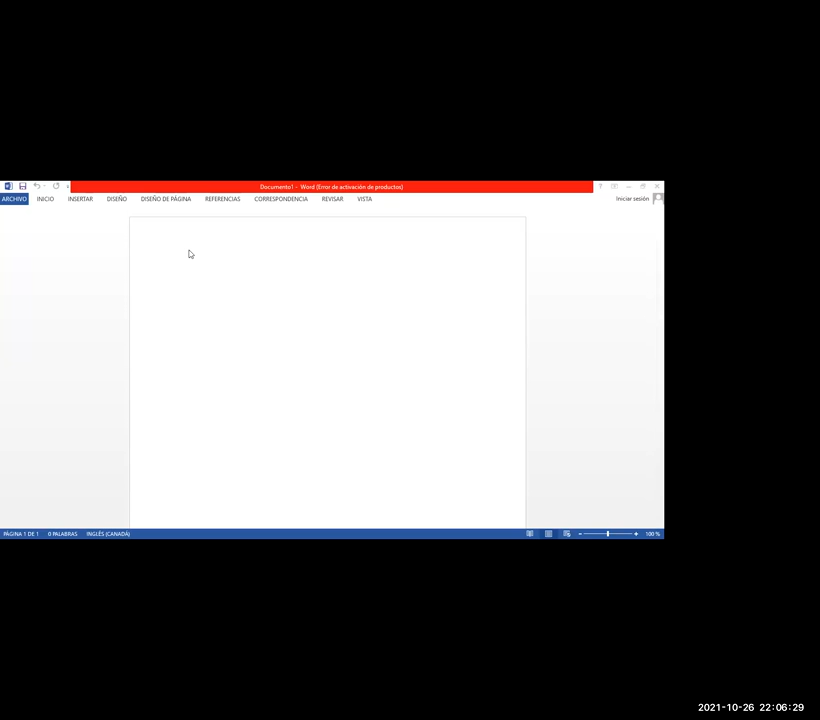 Documento1 - Word (Error de activación de productos)
ARCHIVO INICIO INSERTAR DISEÑO DISEÑO DE PÁGINA REFERENCIAS CORRESPONDENCIA REVISAR VISTA Iniciar sesión
PÁGINA 1 DE 1 0 PALABRAS INGLÉS (CANADÁ) 100 %
2021-10-26 22:06:29